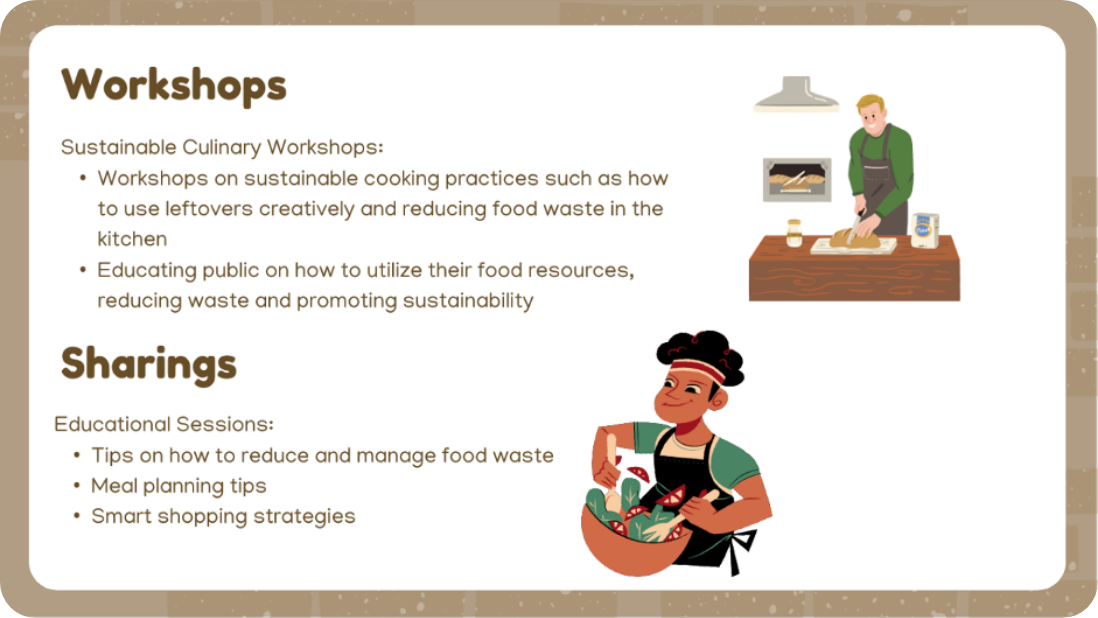 Workshops
Sustainable Culinary Workshops:
• Workshops on sustainable cooking practices such as how
to use leftovers creatively and reducing food waste in the
kitchen
• Educating public on how to utilize their food resources,
reducing waste and promoting sustainability
Sharings
Educational Sessions:
• Tips on how to reduce and manage food waste
• Meal planning tips
• Smart shopping strategies